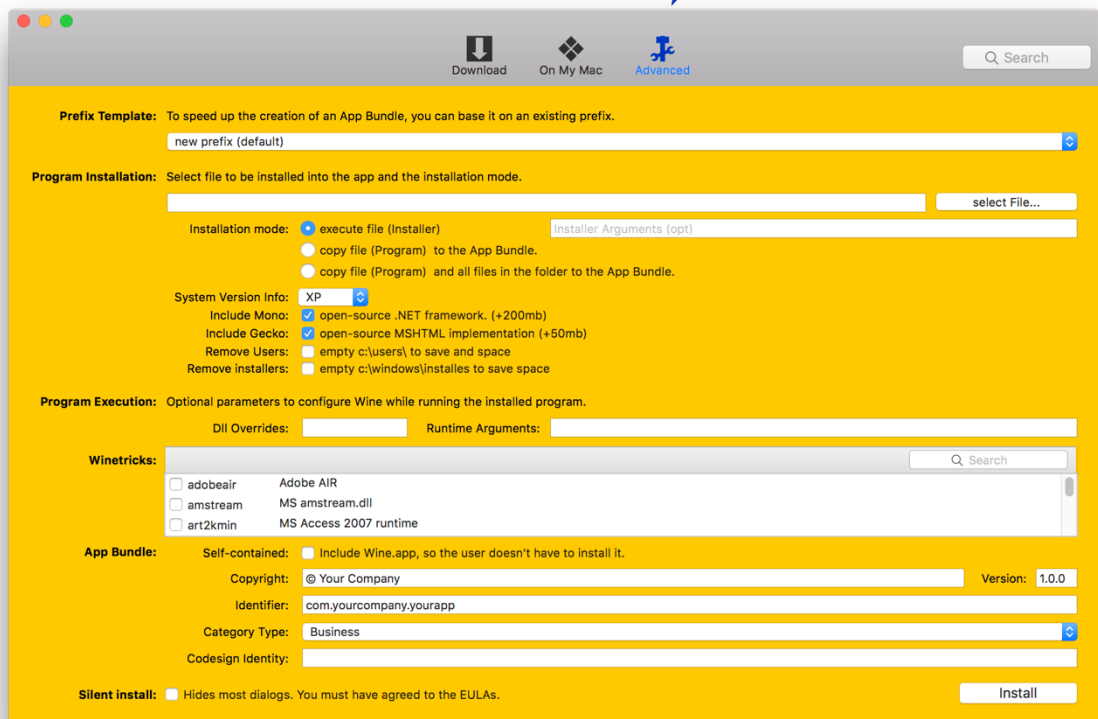 Download On My Mac Advanced Search
Prefix Template: To speed up the creation of an App Bundle, you can base it on an existing prefix.
new prefix (default)
Program Installation: Select file to be installed into the app and the installation mode.
select File...
Installation mode: execute file (Installer) Installer Arguments (opt)
copy file (Program) to the App Bundle.
copy file (Program) and all files in the folder to the App Bundle.
System Version Info: XP
Include Mono: open-source .NET framework. (+200mb)
Include Gecko: open-source MSHTML implementation (+50mb)
Remove Users: empty c:\users\ to save and space
Remove installers: empty c:\windows\installes to save space
Program Execution: Optional parameters to configure Wine while running the installed program.
Dll Overrides: Runtime Arguments:
Winetricks: Search
adobeair Adobe AIR
amstream MS amstream.dll
art2kmin MS Access 2007 runtime
App Bundle: Self-contained: Include Wine.app, so the user doesn't have to install it.
Copyright: © Your Company Version: 1.0.0
Identifier: com.yourcompany.yourapp
Category Type: Business
Codesign Identity:
Silent install: Hides most dialogs. You must have agreed to the EULAs. Install